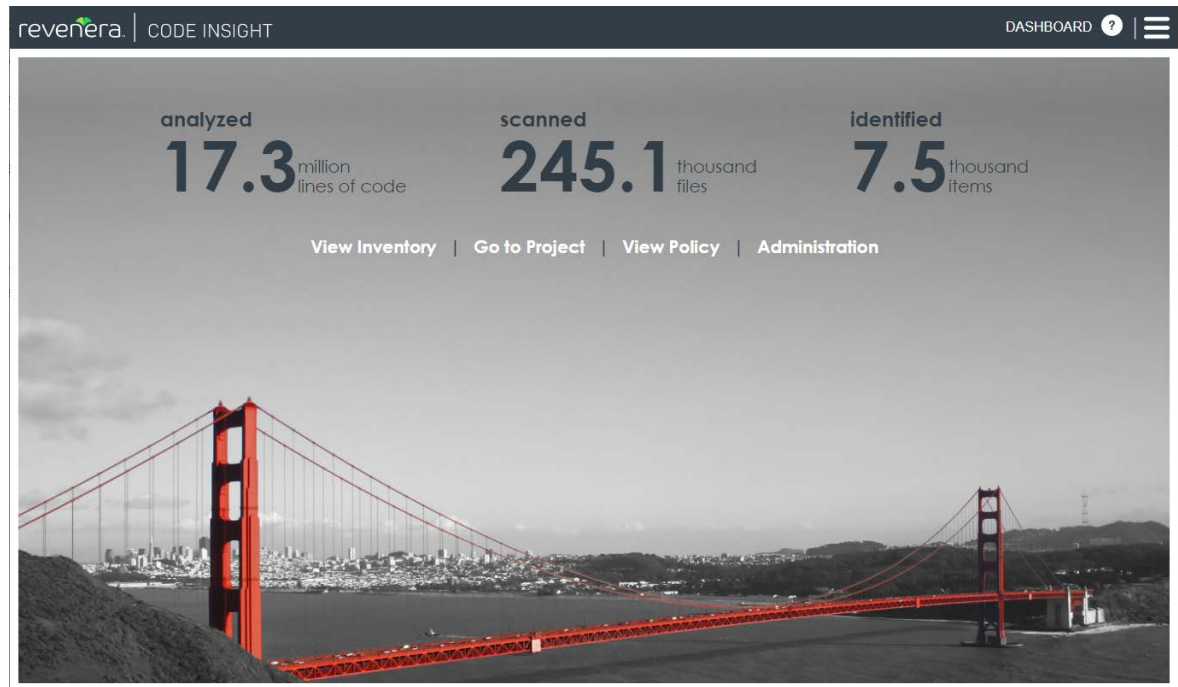 revenera. CODE INSIGHT
DASHBOARD ?
analyzed
17.3 million lines of code
scanned
245.1 thousand files
identified
7.5 thousand items
View Inventory | Go to Project | View Policy | Administration